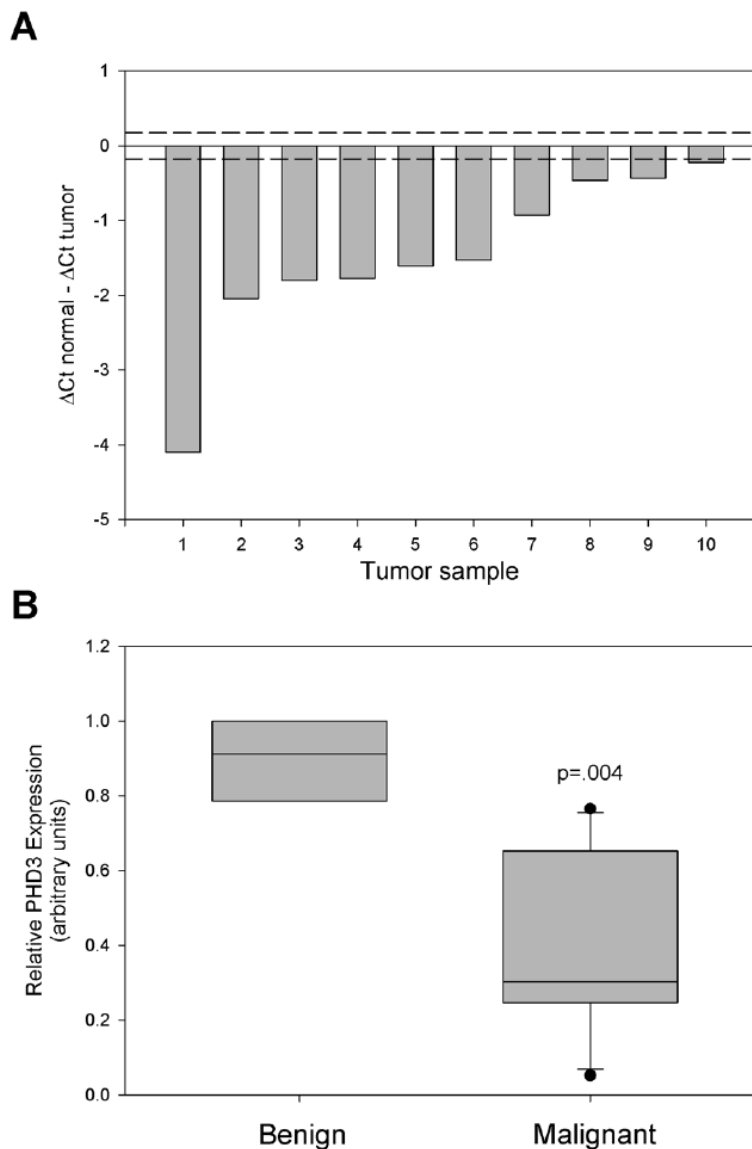 A
1
0
-1
-2
-3
-4
-5
ΔCt normal - ΔCt tumor
1 2 3 4 5 6 7 8 9 10
Tumor sample
B
1.2
1.0
0.8
0.6
0.4
0.2
0.0
Relative PHD3 Expression
(arbitrary units)
p=.004
Benign Malignant